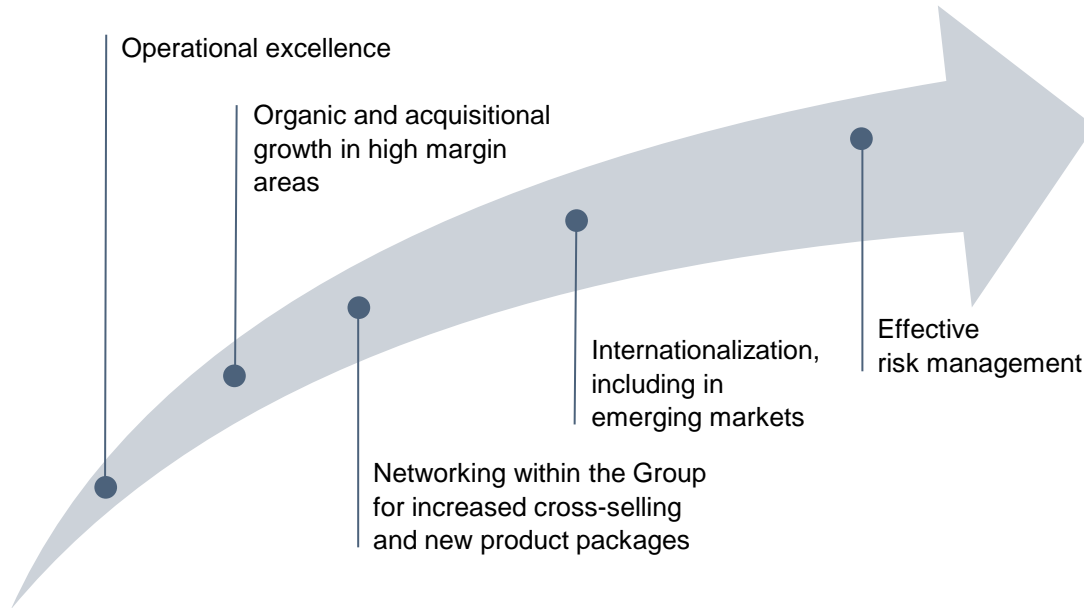 Operational excellence
Organic and acquisitional
growth in high margin
areas
Networking within the Group
for increased cross-selling
and new product packages
Internationalization,
including in
emerging markets
Effective
risk management